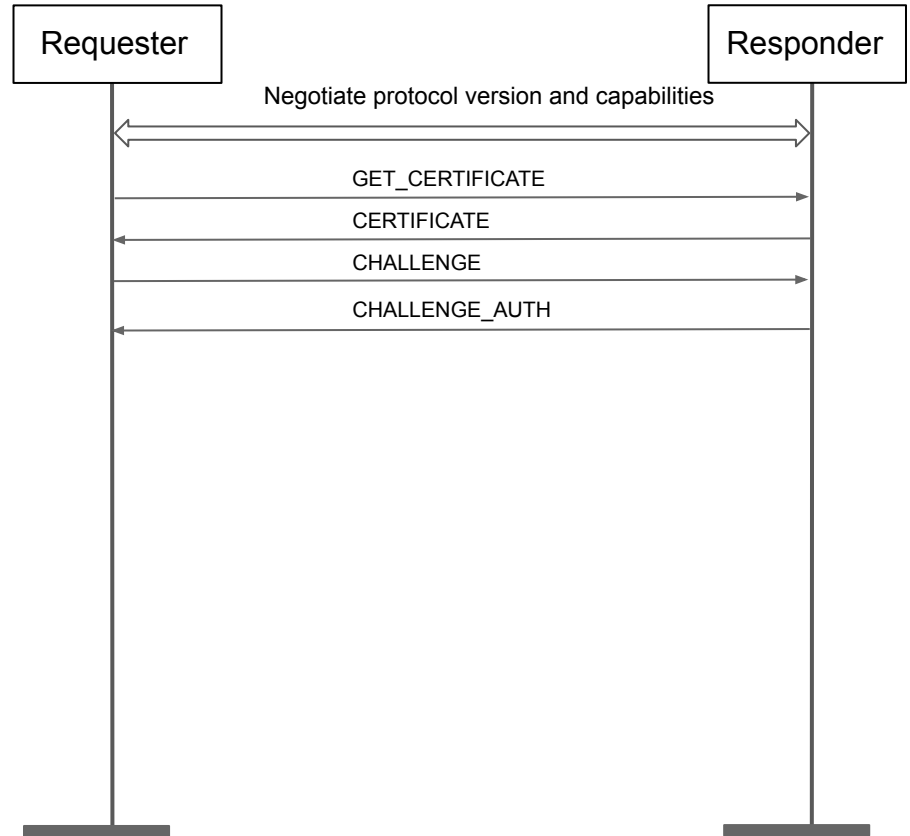 Requester
Responder
Negotiate protocol version and capabilities
GET_CERTIFICATE
CERTIFICATE
CHALLENGE
CHALLENGE_AUTH